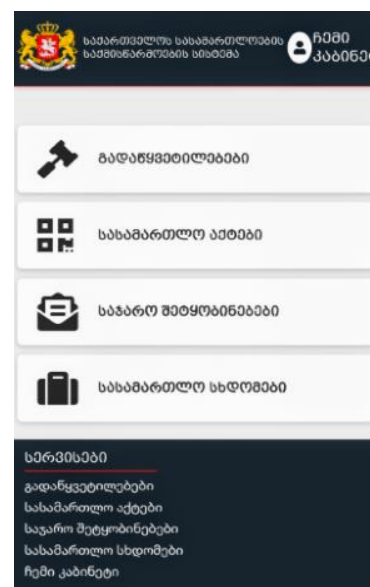 საქართველოს სასამართლოების
საქმისწარმოების სისტემა
ჩემი
კაბინე
გადაწყვეტილებები
სასამართლო აქტები
საჯარო შეტყობინებები
სასამართლო სხდომები
სერვისები
გადაწყვეტილებები
სასამართლო აქტები
საჯარო შეტყობინებები
სასამართლო სხდომები
ჩემი კაბინეტი